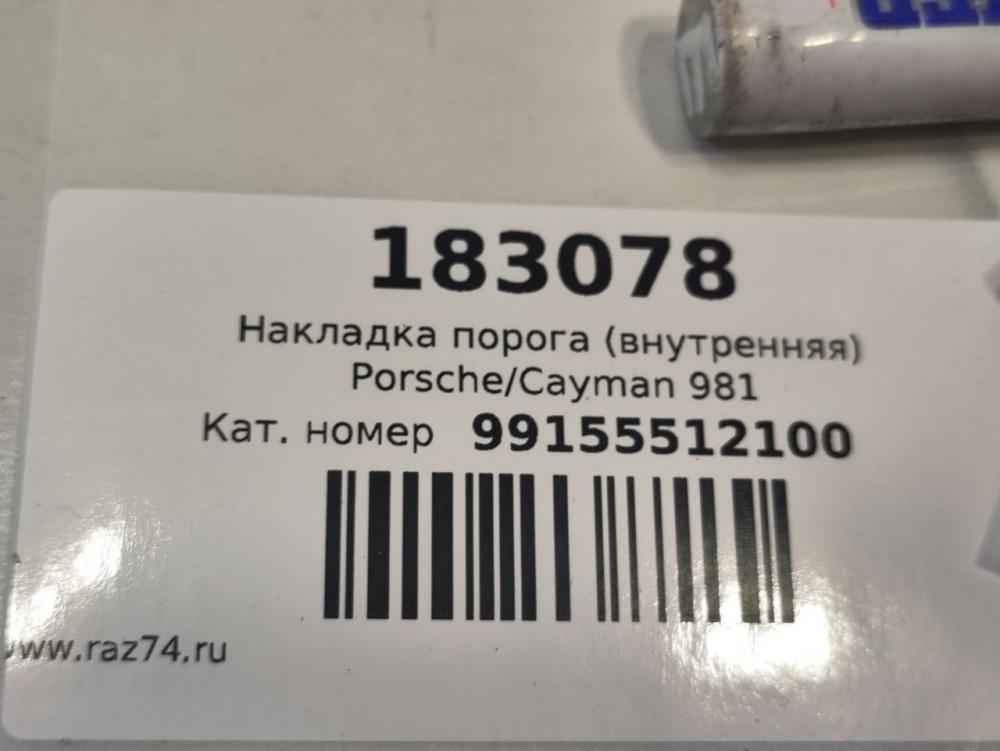 183078
Накладка порога (внутренняя)
Porsche/Cayman 981
Кат. номер 99155512100
www.raz74.ru